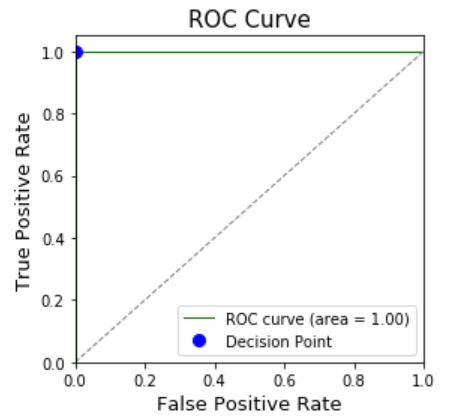 ROC Curve
True Positive Rate
1.0
0.8
0.6
0.4
0.2
0.0
ROC curve (area = 1.00)
Decision Point
0.0 0.2 0.4 0.6 0.8 1.0
False Positive Rate